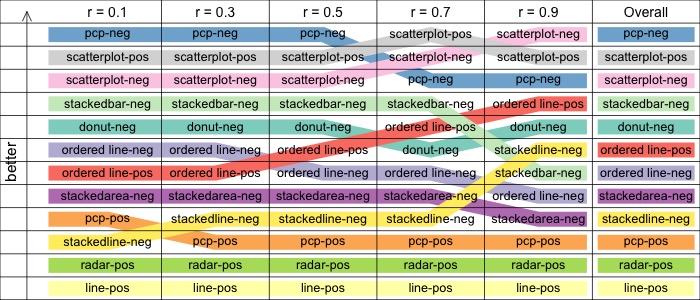 r = 0.1 r = 0.3 r = 0.5 r = 0.7 r = 0.9 Overall
pcp-neg pcp-neg pcp-neg scatterplot-pos scatterplot-neg pcp-neg
scatterplot-pos scatterplot-pos scatterplot-pos scatterplot-neg scatterplot-pos scatterplot-pos
scatterplot-neg scatterplot-neg scatterplot-neg pcp-neg pcp-neg scatterplot-neg
stackedbar-neg stackedbar-neg stackedbar-neg stackedbar-neg ordered line-pos stackedbar-neg
donut-neg donut-neg donut-neg ordered line-pos donut-neg donut-neg
ordered line-neg ordered line-neg ordered line-pos donut-neg stackedline-neg ordered line-pos
ordered line-pos ordered line-pos ordered line-neg ordered line-neg stackedbar-neg ordered line-neg
stackedarea-neg stackedarea-neg stackedarea-neg stackedarea-neg ordered line-neg stackedarea-neg
pcp-pos stackedline-neg stackedline-neg stackedline-neg stackedarea-neg stackedline-neg
stackedline-neg pcp-pos pcp-pos pcp-pos pcp-pos pcp-pos
radar-pos radar-pos radar-pos radar-pos radar-pos radar-pos
line-pos line-pos line-pos line-pos line-pos line-pos
better